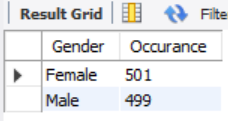 Result Grid Filte
Gender Occurance
Female 501
Male 499